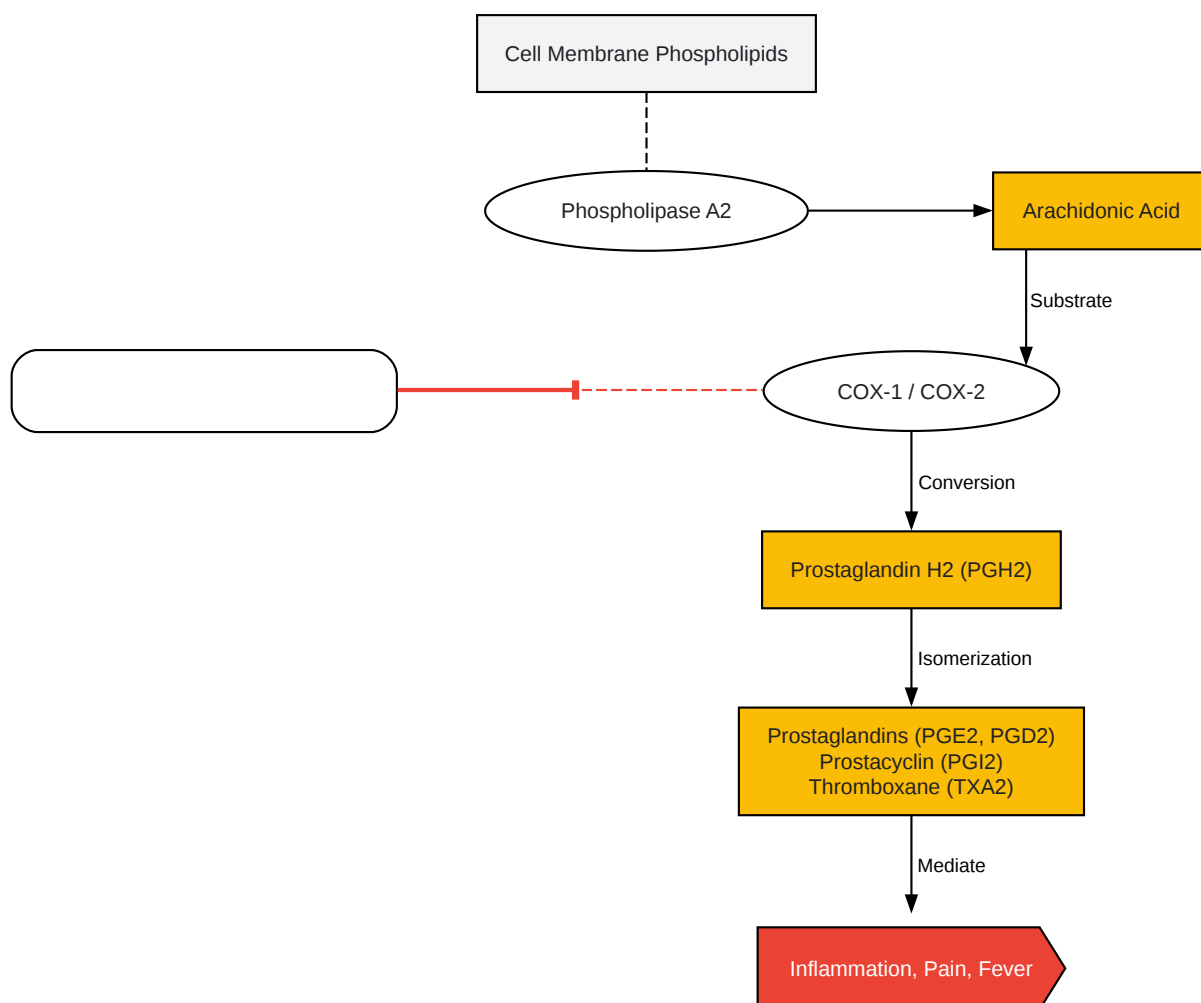 Cell Membrane Phospholipids
Phospholipase A2
Arachidonic Acid
Substrate
COX-1 / COX-2
Conversion
Prostaglandin H2 (PGH2)
Isomerization
Prostaglandins (PGE2, PGD2)
Prostacyclin (PGI2)
Thromboxane (TXA2)
Mediate
Inflammation, Pain, Fever